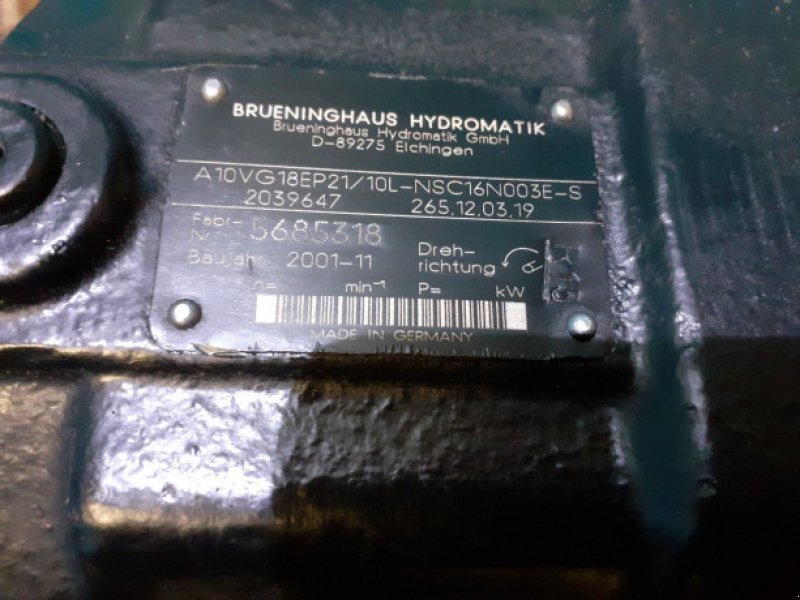 BRUENINGHAUS HYDROMATIK
Brueninghaus Hydromatik GmbH
D-89275 Elchingen
A10VG18EP21/10L-NSC16N003E-S
2039647 265.12.03.19
Fabr-
Nr. 5685318
Baujahr 2001-11
Dreh-
richtung
n= min⁻¹ P= kW
MADE IN GERMANY